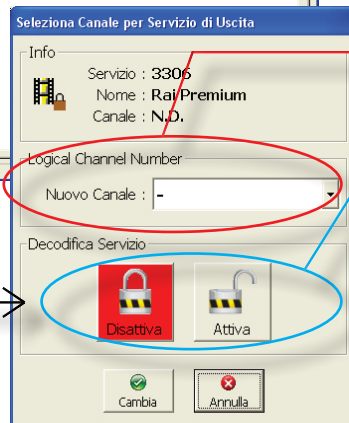 Seleziona Canale per Servizio di Uscita
Info
Servizio : 3306
Nome : Rai Premium
Canale : N.D.
Logical Channel Number
Nuovo Canale : -
Decodifica Servizio
Disattiva Attiva
Cambia Annulla